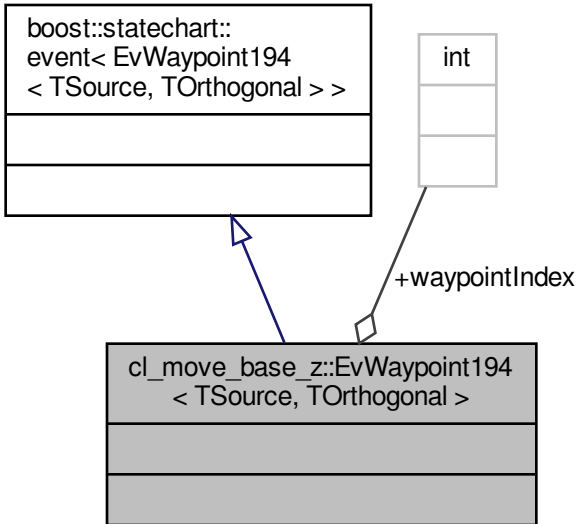 boost::statechart::
event< EvWaypoint194
< TSource, TOrthogonal > >
int
+waypointIndex
cl_move_base_z::EvWaypoint194
< TSource, TOrthogonal >